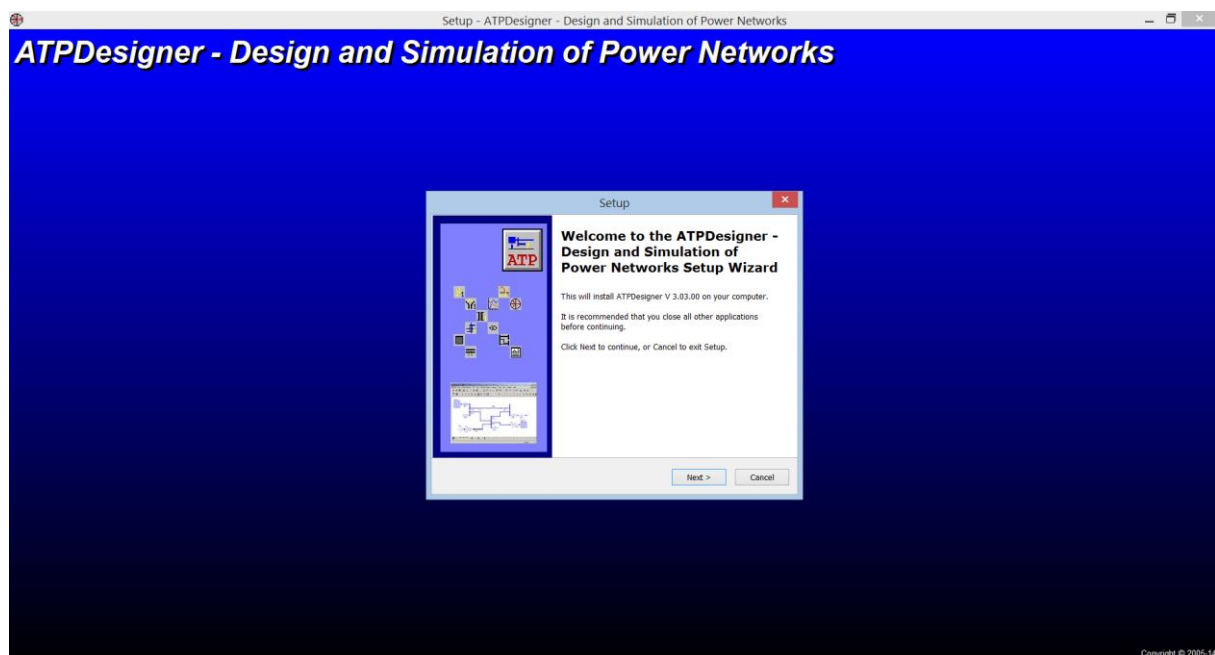 Setup - ATPDesigner - Design and Simulation of Power Networks
ATPDesigner - Design and Simulation of Power Networks
Setup
ATP
Welcome to the ATPDesigner -
Design and Simulation of
Power Networks Setup Wizard
This will install ATPDesigner V 3.03.00 on your computer.
It is recommended that you close all other applications
before continuing.
Click Next to continue, or Cancel to exit Setup.
Next >
Cancel
Copyright © 2005-14